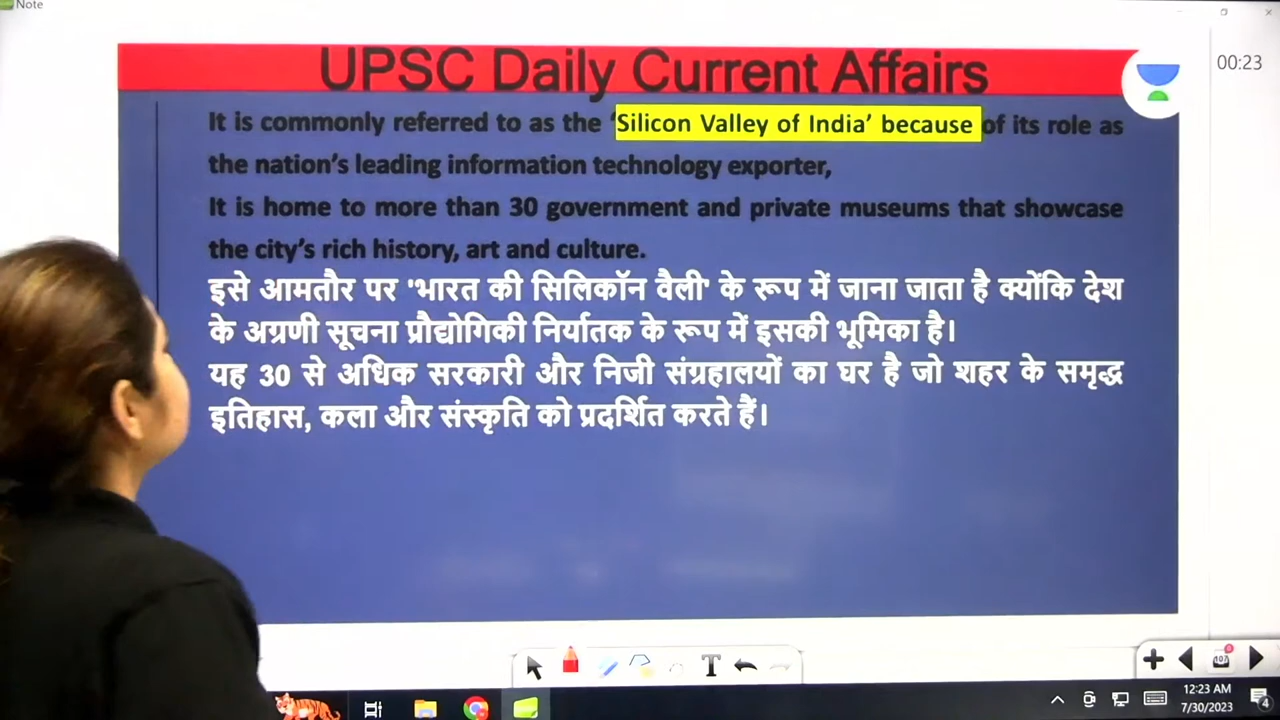 Note
UPSC Daily Current Affairs
00:23
It is commonly referred to as the 'Silicon Valley of India' because of its role as
the nation's leading information technology exporter,
It is home to more than 30 government and private museums that showcase
the city's rich history, art and culture.
इसे आमतौर पर 'भारत की सिलिकॉन वैली' के रूप में जाना जाता है क्योंकि देश
के अग्रणी सूचना प्रौद्योगिकी निर्यातक के रूप में इसकी भूमिका है।
यह 30 से अधिक सरकारी और निजी संग्रहालयों का घर है जो शहर के समृद्ध
इतिहास, कला और संस्कृति को प्रदर्शित करते हैं।
T
107
12:23 AM
7/30/2023
4